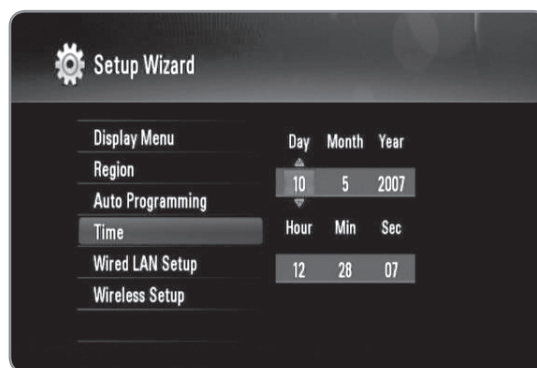 Setup Wizard
Display Menu
Region
Auto Programming
Time
Wired LAN Setup
Wireless Setup
Day Month Year
10 5 2007
Hour Min Sec
12 28 07